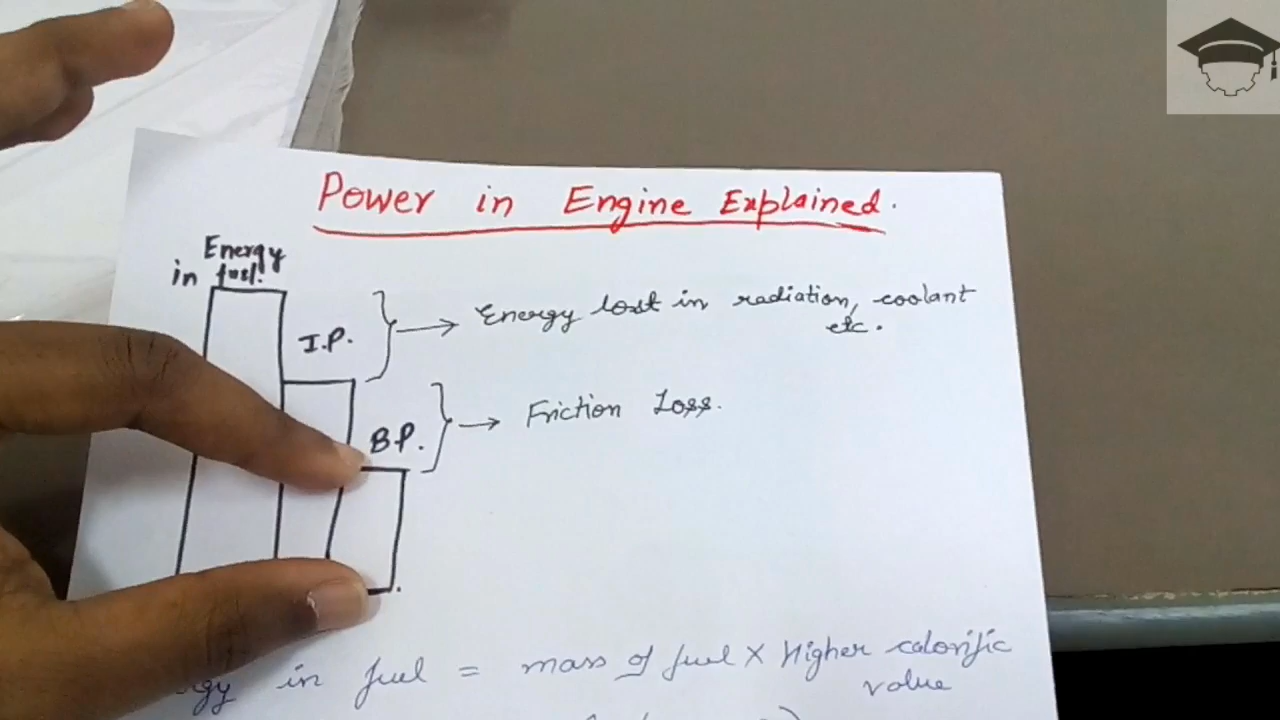 Power in Engine Explained.
Energy
in fuel.
I.P.
Energy lost in radiation, coolant
etc.
B.P.
Friction Loss.
in fuel = mass of fuel X Higher calorific
value